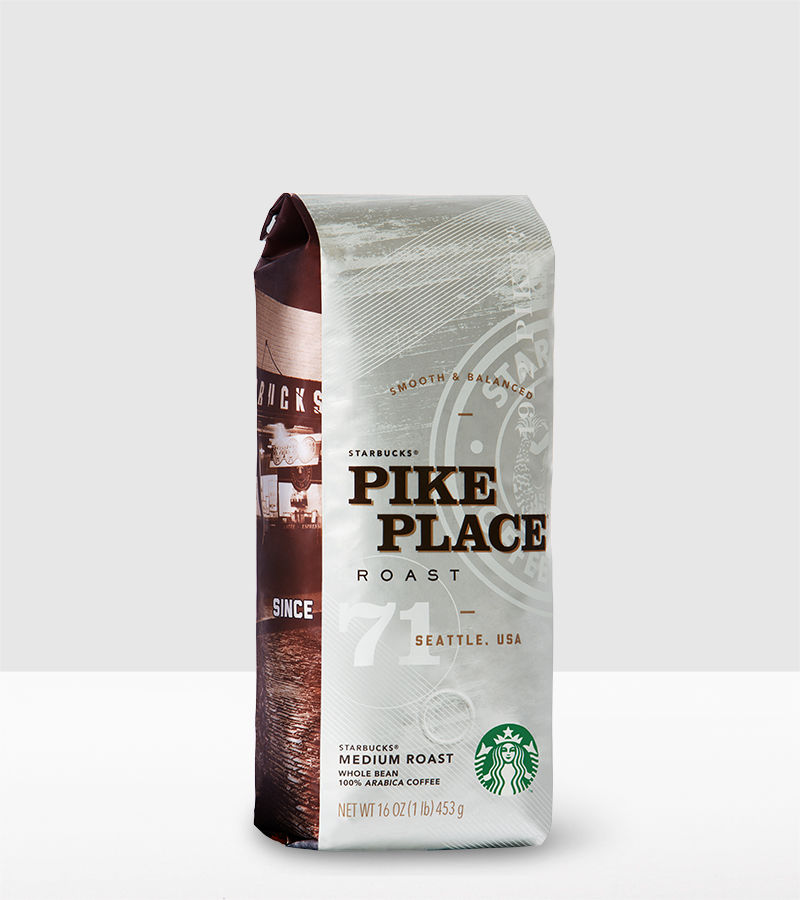 SMOOTH & BALANCED
STARBUCKS®
PIKE
PLACE
ROAST
71
SEATTLE, USA
STARBUCKS®
MEDIUM ROAST
WHOLE BEAN
100% ARABICA COFFEE
NET WT 16 OZ (1 lb) 453 g
RUCKS
SINCE